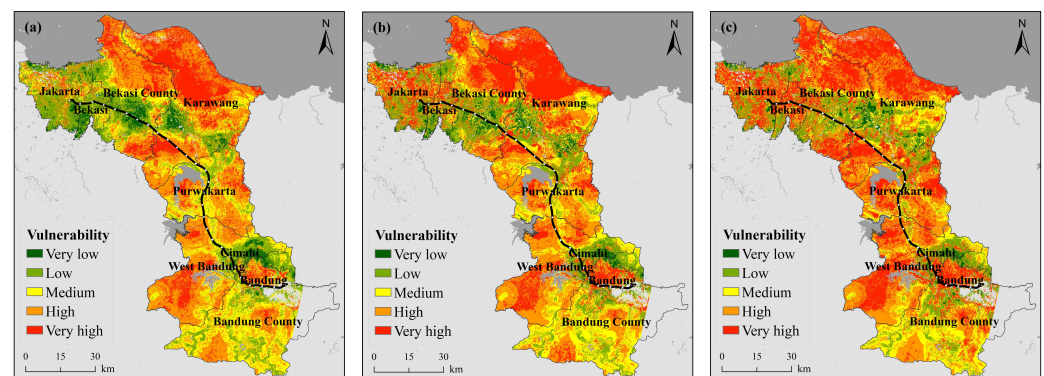 (a)
N
Jakarta
Bekasi County
Bekasi
Karawang
Purwakarta
Cimahi
West Bandung
Bandung
Bandung County
Vulnerability
Very low
Low
Medium
High
Very high
0 15 30
km
(b)
N
Jakarta
Bekasi County
Bekasi
Karawang
Purwakarta
Cimahi
West Bandung
Bandung
Bandung County
Vulnerability
Very low
Low
Medium
High
Very high
0 15 30
km
(c)
N
Jakarta
Bekasi County
Bekasi
Karawang
Purwakarta
Cimahi
West Bandung
Bandung
Bandung County
Vulnerability
Very low
Low
Medium
High
Very high
0 15 30
km